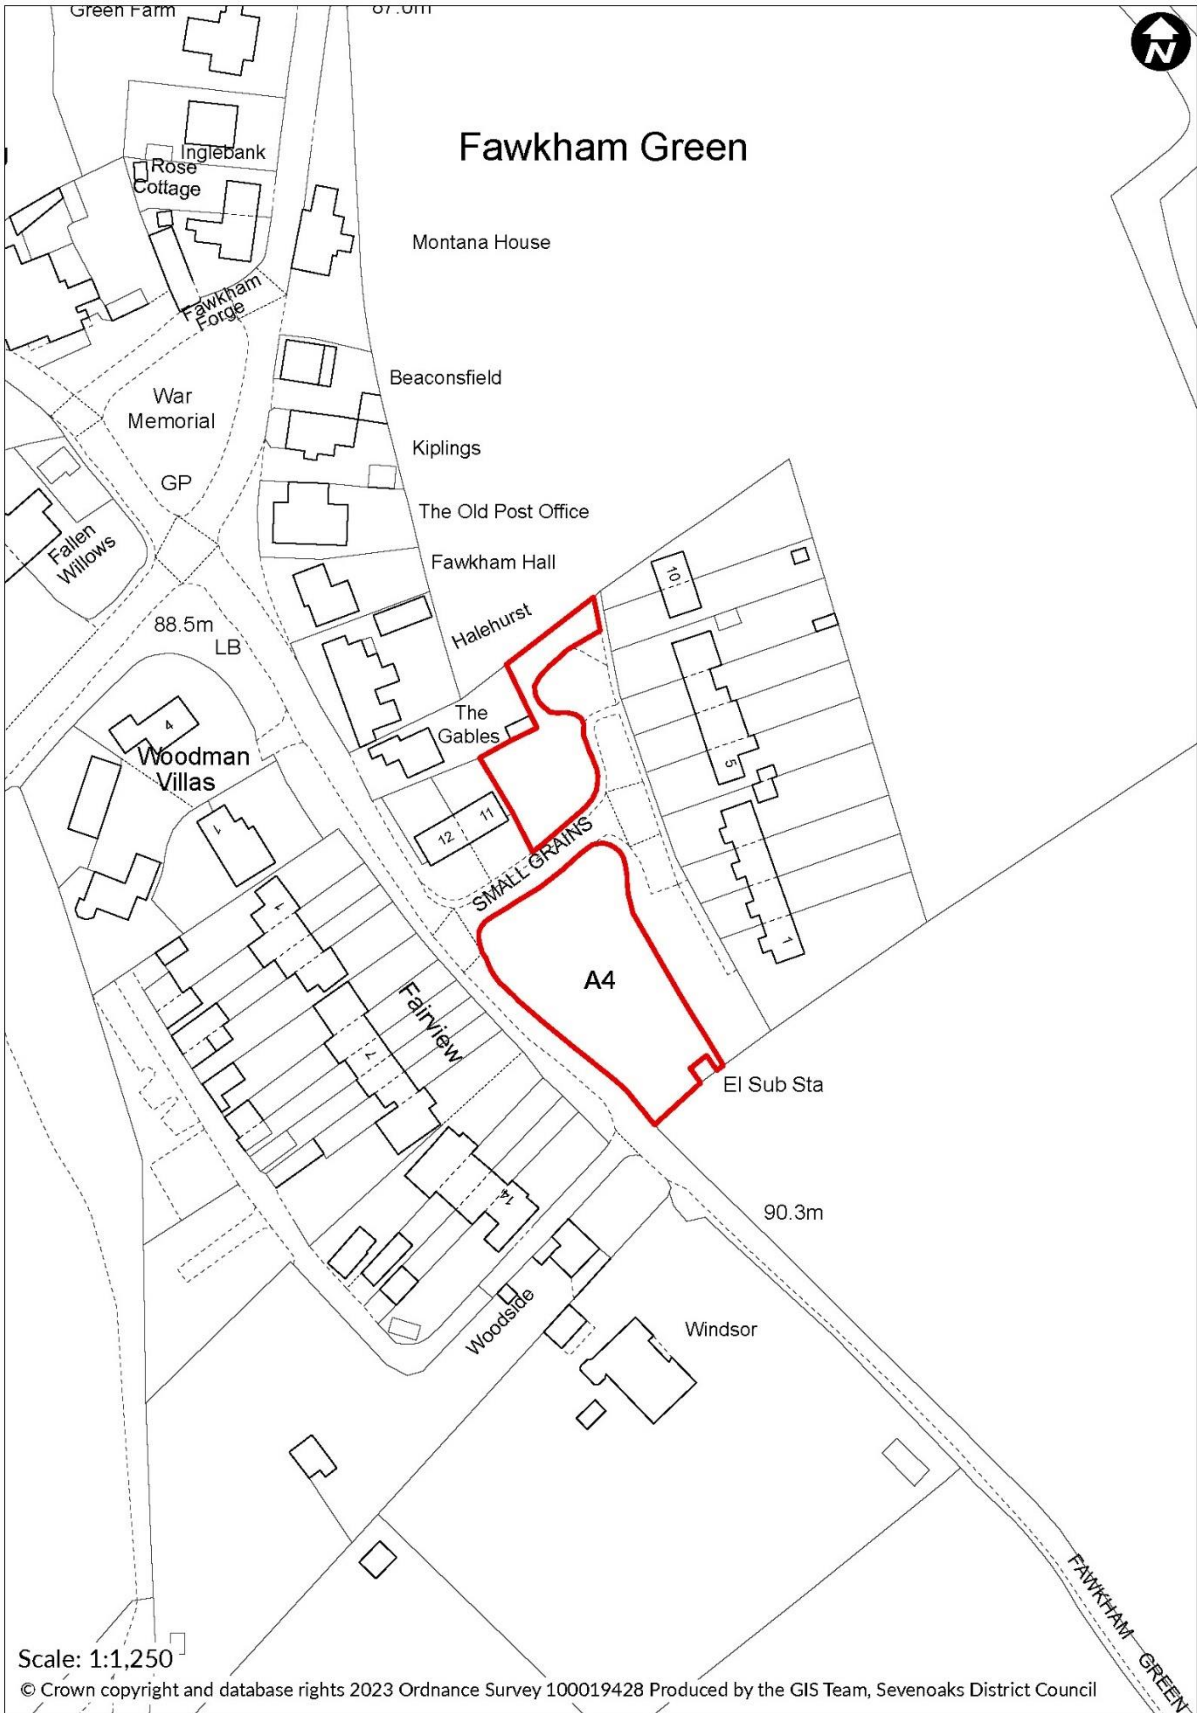 Green Farm
87.0m
N
Fawkham Green
Inglebank
Rose
Cottage
Montana House
Fawkham
Forge
War
Memorial
Beaconsfield
Kiplings
GP
The Old Post Office
Fallen
Willows
Fawkham Hall
10
88.5m
LB
Halehurst
4
The
Gables
Woodman
Villas
5
11
12
1
SMALL GRAINS
1
1
A4
Fairview
7
El Sub Sta
14
90.3m
Woodside
Windsor
FAWKHAM GREEN
Scale: 1:1,250
© Crown copyright and database rights 2023 Ordnance Survey 100019428 Produced by the GIS Team, Sevenoaks District Council